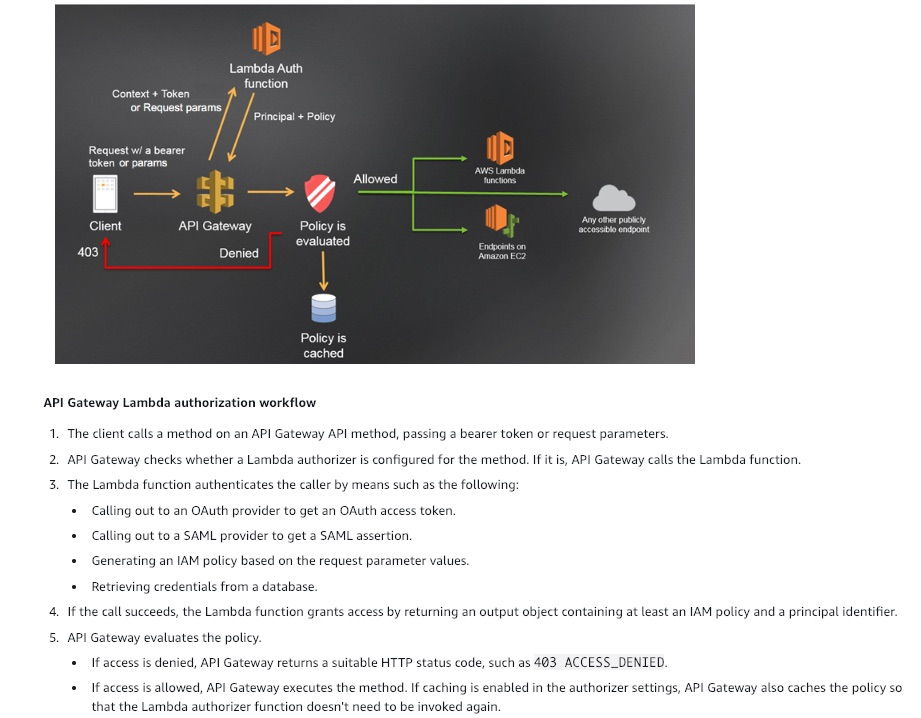 Lambda Auth
function
Context + Token
or Request params
Principal + Policy
Request w/ a bearer
token or params
Allowed
AWS Lambda
functions
Client
API Gateway
Policy is
evaluated
Any other publicly
accessible endpoint
403
Denied
Endpoints on
Amazon EC2
Policy is
cached
API Gateway Lambda authorization workflow
1. The client calls a method on an API Gateway API method, passing a bearer token or request parameters.
2. API Gateway checks whether a Lambda authorizer is configured for the method. If it is, API Gateway calls the Lambda function.
3. The Lambda function authenticates the caller by means such as the following:
• Calling out to an OAuth provider to get an OAuth access token.
• Calling out to a SAML provider to get a SAML assertion.
• Generating an IAM policy based on the request parameter values.
• Retrieving credentials from a database.
4. If the call succeeds, the Lambda function grants access by returning an output object containing at least an IAM policy and a principal identifier.
5. API Gateway evaluates the policy.
• If access is denied, API Gateway returns a suitable HTTP status code, such as 403 ACCESS_DENIED.
• If access is allowed, API Gateway executes the method. If caching is enabled in the authorizer settings, API Gateway also caches the policy so
that the Lambda authorizer function doesn't need to be invoked again.